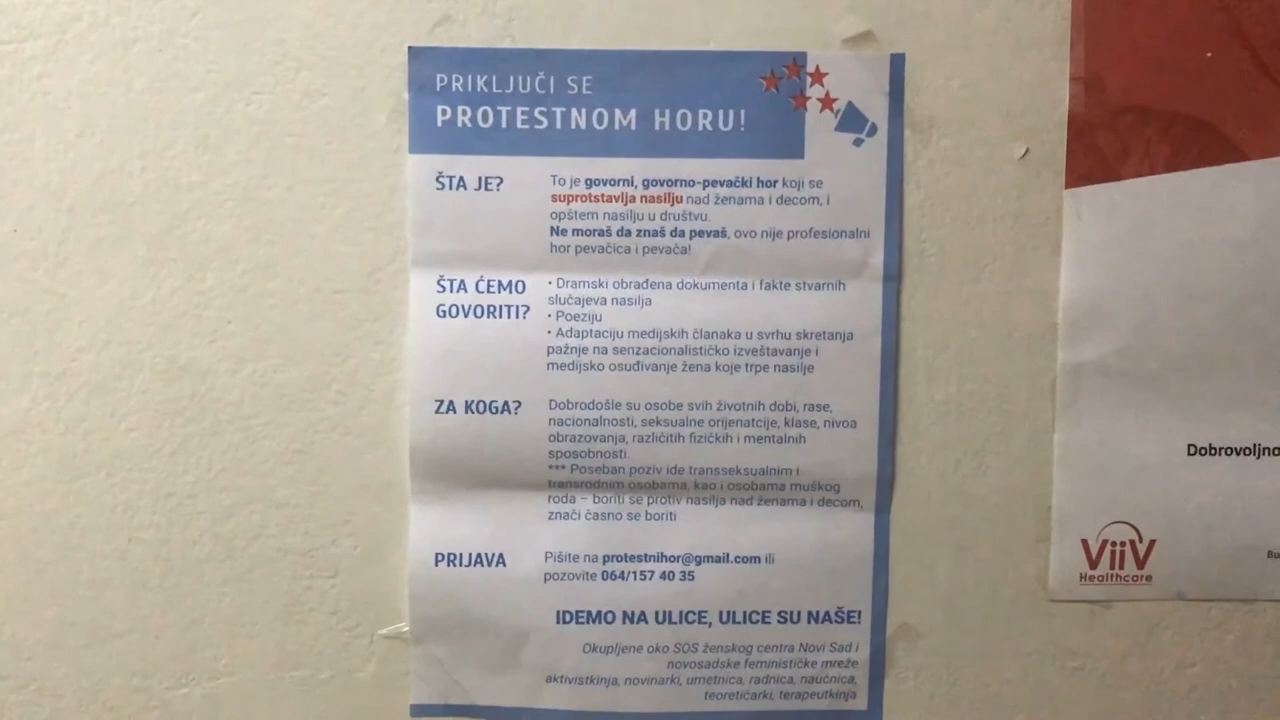 PRIKLJUČI SE
PROTESTNOM HORU!
ŠTA JE?
To je govorni, govorno-pevački hor koji se
suprotstavlja nasilju nad ženama i decom, i
opštem nasilju u društvu.
Ne moraš da znaš da pevaš, ovo nije profesionalni
hor pevačica i pevača!
ŠTA ĆEMO
GOVORITI?
• Dramski obrađena dokumenta i fakte stvarnih
slučajeva nasilja
• Poeziju
• Adaptaciju medijskih članaka u svrhu skretanja
pažnje na senzacionalističko izveštavanje i
medijsko osuđivanje žena koje trpe nasilje
ZA KOGA?
Dobrodošle su osobe svih životnih dobi, rase,
nacionalnosti, seksualne orijenatcije, klase, nivoa
obrazovanja, različitih fizičkih i mentalnih
sposobnosti.
*** Poseban poziv ide transseksualnim i
transrodnim osobama, kao i osobama muškog
roda – boriti se protiv nasilja nad ženama i decom,
znači časno se boriti
PRIJAVA
Pišite na protestnihor@gmail.com ili
pozovite 064/157 40 35
IDEMO NA ULICE, ULICE SU NAŠE!
Okupljene oko SOS ženskog centra Novi Sad i
novosadske feminističke mreže
aktivistkinja, novinarki, umetnica, radnica, naučnica,
teoretičarki, terapeutkinja
Dobrovoljno
ViiV
Healthcare